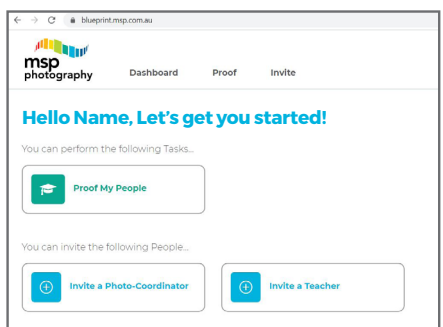 blueprint.msp.com.au
msp
photography
Dashboard Proof Invite
Hello Name, Let's get you started!
You can perform the following Tasks...
Proof My People
You can invite the following People...
Invite a Photo-Coordinator Invite a Teacher